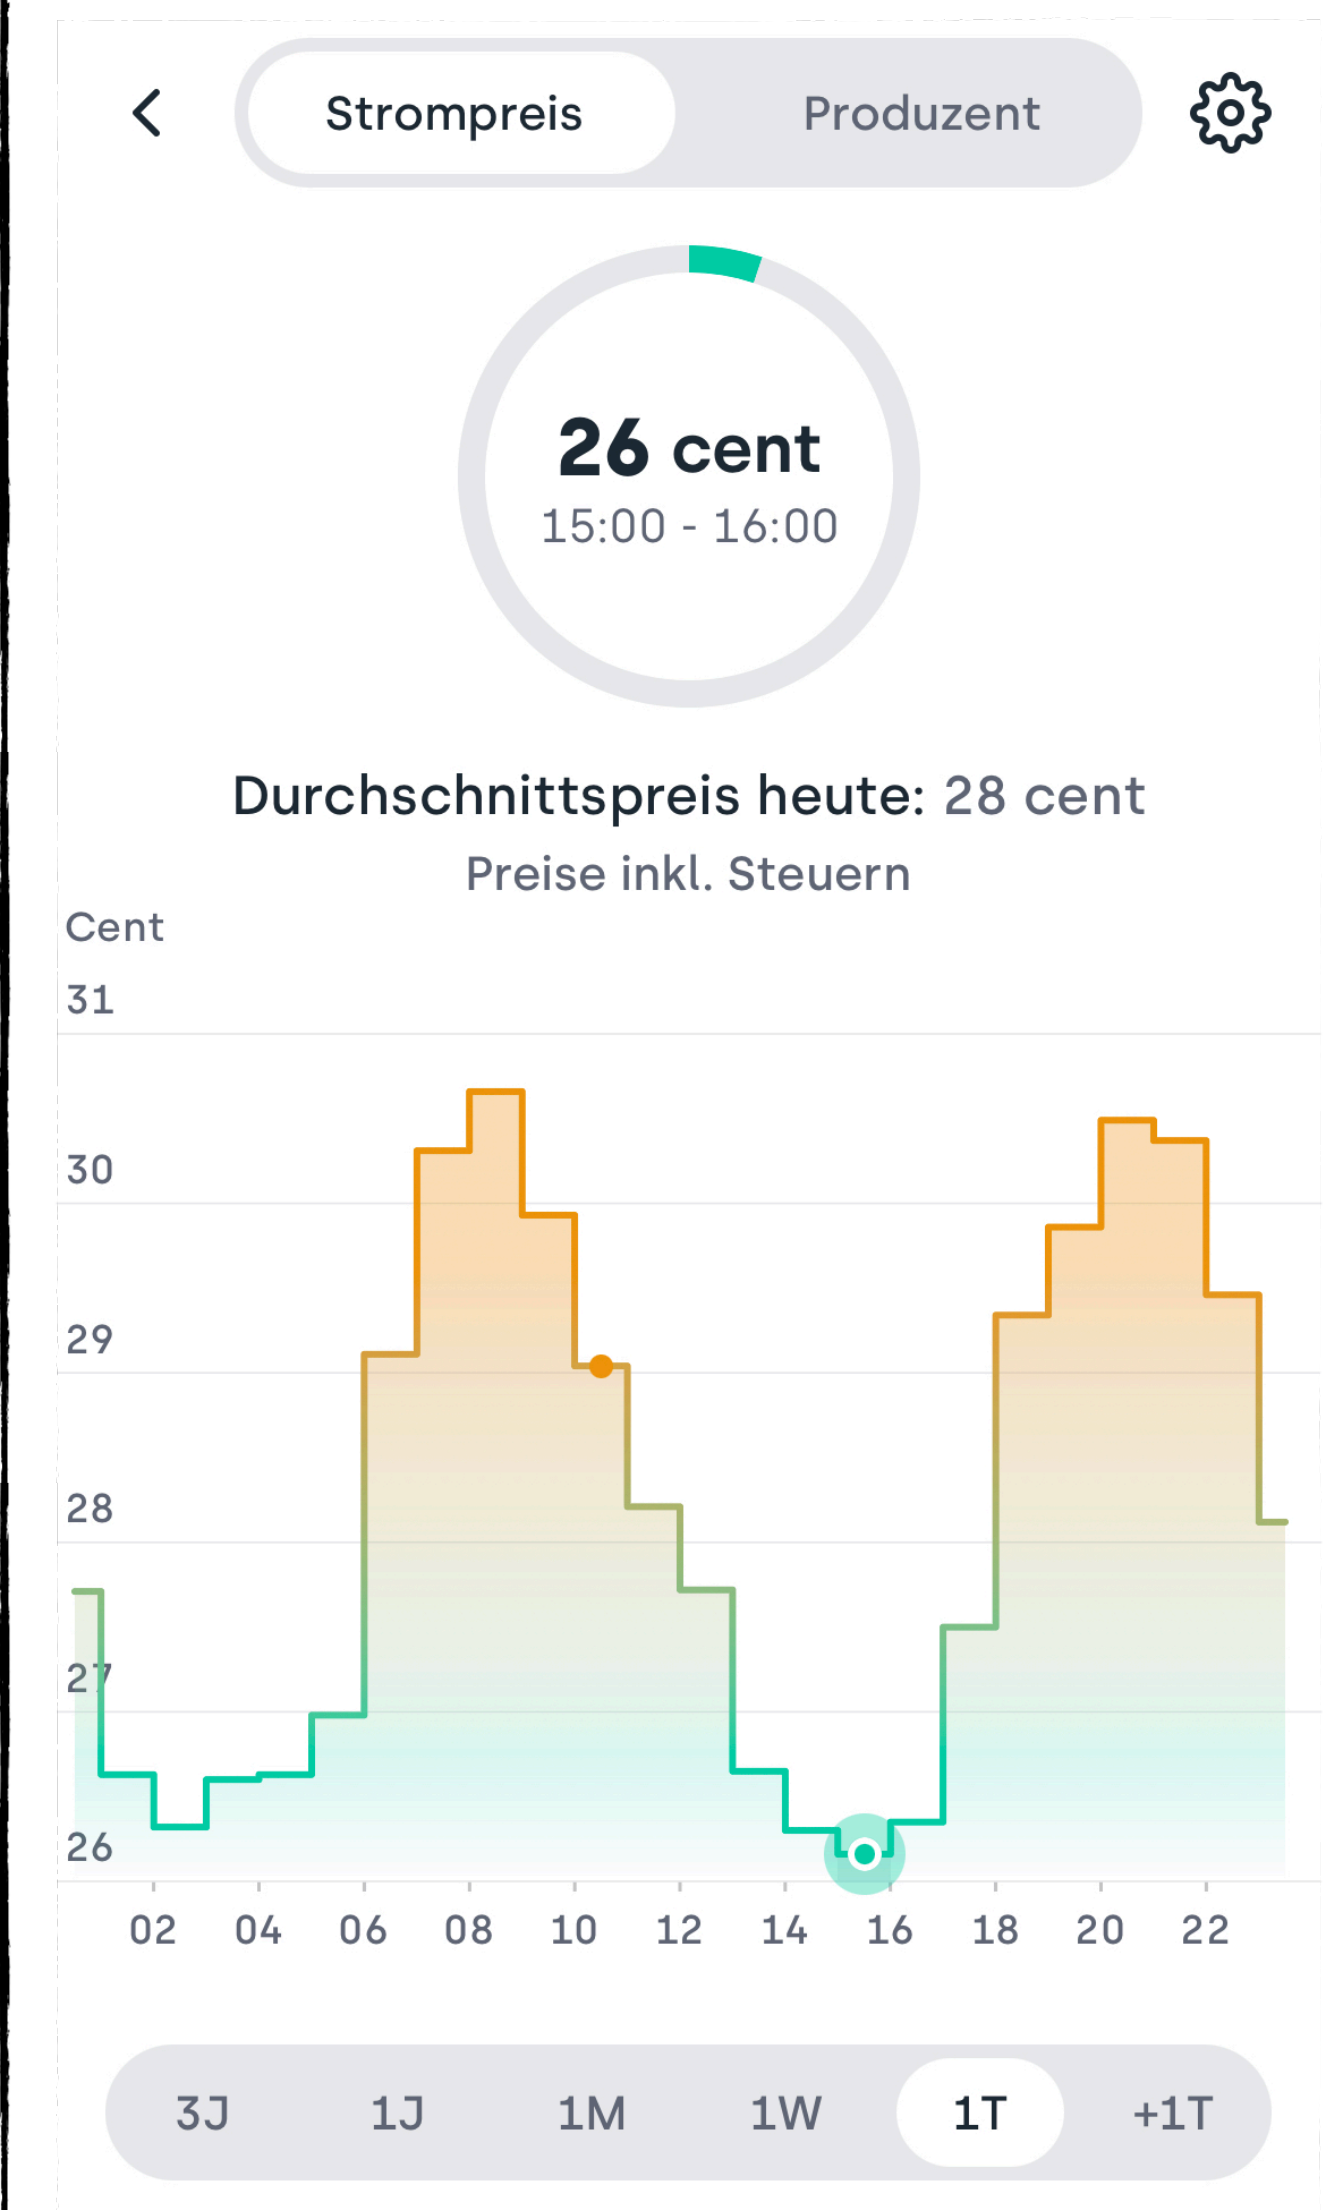 Strompreis Produzent
26 cent
15:00 - 16:00
Durchschnittspreis heute: 28 cent
Preise inkl. Steuern
Cent
31
30
29
28
27
26
02 04 06 08 10 12 14 16 18 20 22
3J 1J 1M 1W 1T +1T